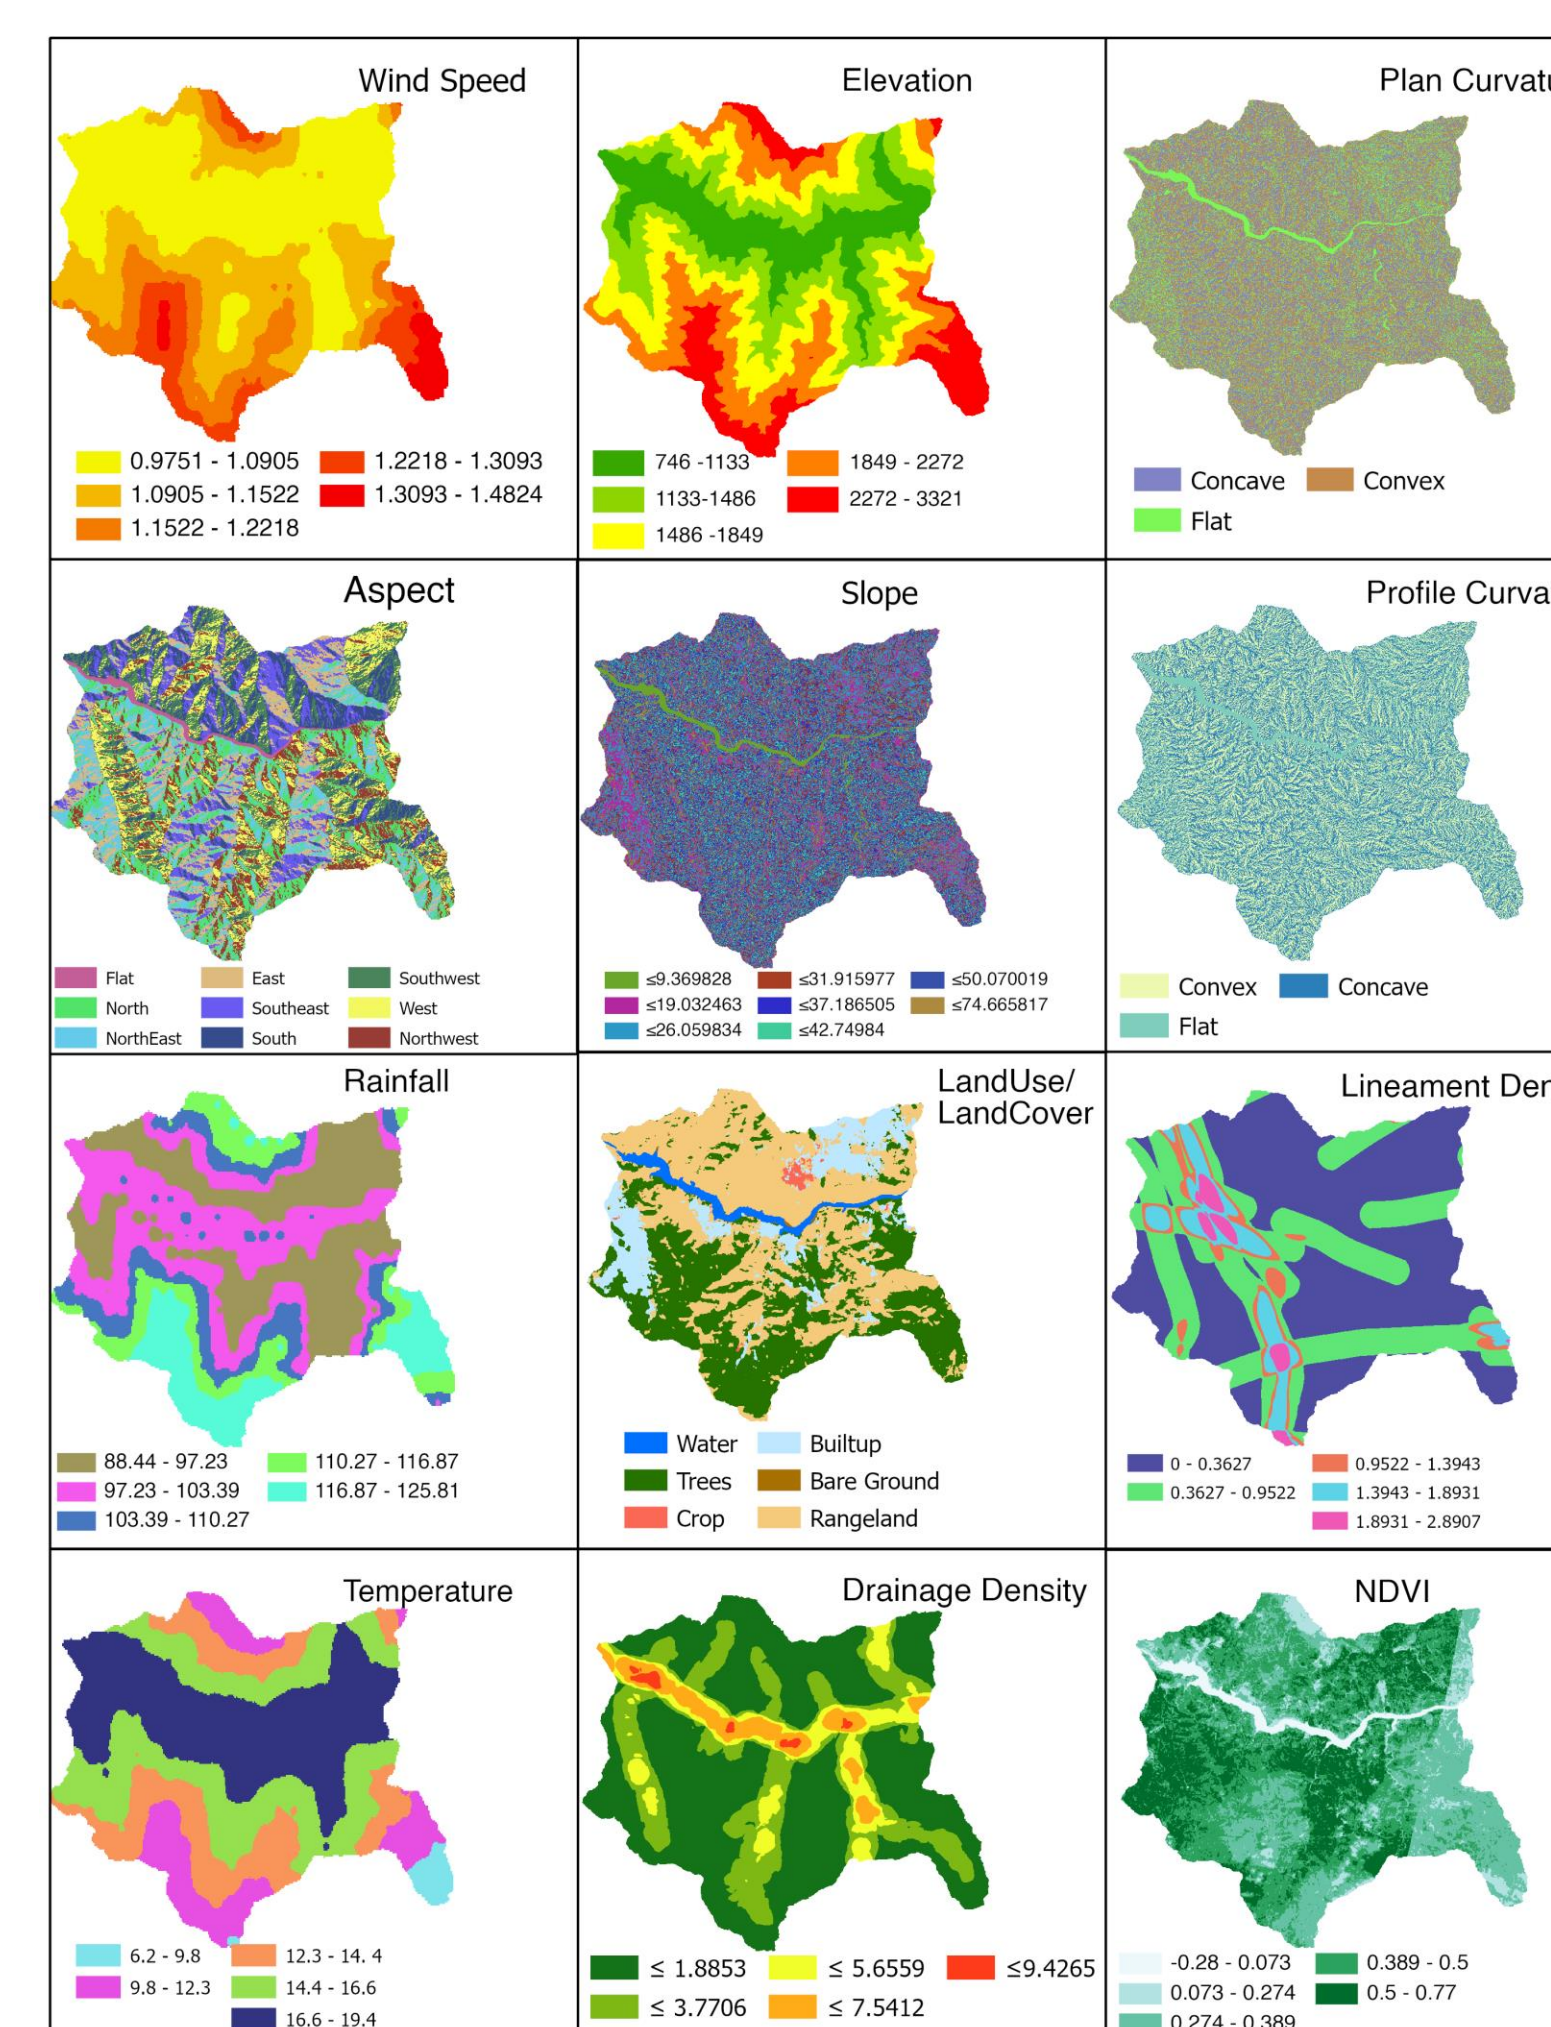 Wind Speed
0.9751 - 1.0905
1.2218 - 1.3093
1.0905 - 1.1522
1.3093 - 1.4824
1.1522 - 1.2218
Elevation
746 -1133
1849 - 2272
1133-1486
2272 - 3321
1486 -1849
Plan Curvatu
Concave
Convex
Flat
Aspect
Flat
East
Southwest
North
Southeast
West
NorthEast
South
Northwest
Slope
≤9.369828
≤31.915977
≤50.070019
≤19.032463
≤37.186505
≤74.665817
≤26.059834
≤42.74984
Profile Curva
Convex
Concave
Flat
Rainfall
88.44 - 97.23
110.27 - 116.87
97.23 - 103.39
116.87 - 125.81
103.39 - 110.27
LandUse/
LandCover
Water
Builtup
Trees
Bare Ground
Crop
Rangeland
Lineament Den
0 - 0.3627
0.9522 - 1.3943
0.3627 - 0.9522
1.3943 - 1.8931
1.8931 - 2.8907
Temperature
6.2 - 9.8
12.3 - 14. 4
9.8 - 12.3
14.4 - 16.6
16.6 - 19.4
Drainage Density
≤ 1.8853
≤ 5.6559
≤9.4265
≤ 3.7706
≤ 7.5412
NDVI
-0.28 - 0.073
0.389 - 0.5
0.073 - 0.274
0.5 - 0.77
0.274 - 0.389